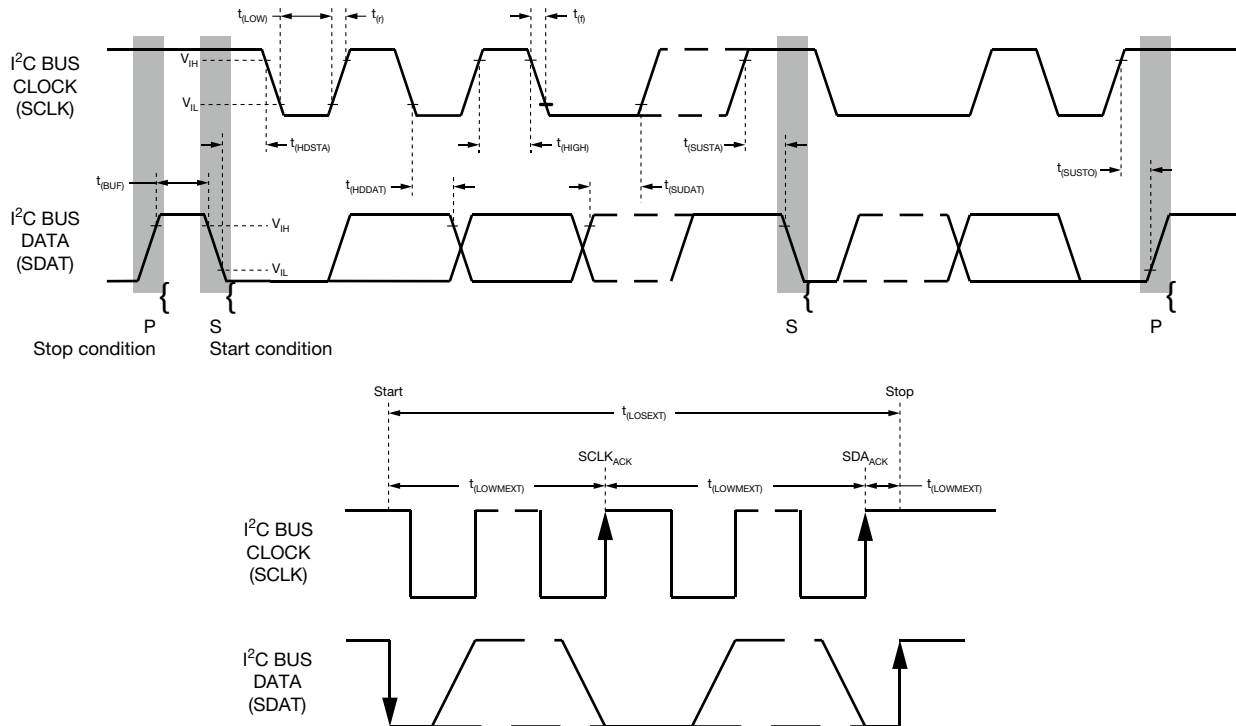 t(LOW)
t(r)
t(f)
I²C BUS
CLOCK
(SCLK)
VIH
VIL
t(HDSTA)
t(HIGH)
t(SUSTA)
t(SUSTO)
t(BUF)
t(HDDAT)
t(SUDAT)
I²C BUS
DATA
(SDAT)
VIH
VIL
{ { { {
P S S P
Stop condition Start condition
Start Stop
t(LOSEXT)
SCLKACK SDAACK
t(LOWMEXT) t(LOWMEXT) t(LOWMEXT)
I²C BUS
CLOCK
(SCLK)
I²C BUS
DATA
(SDAT)